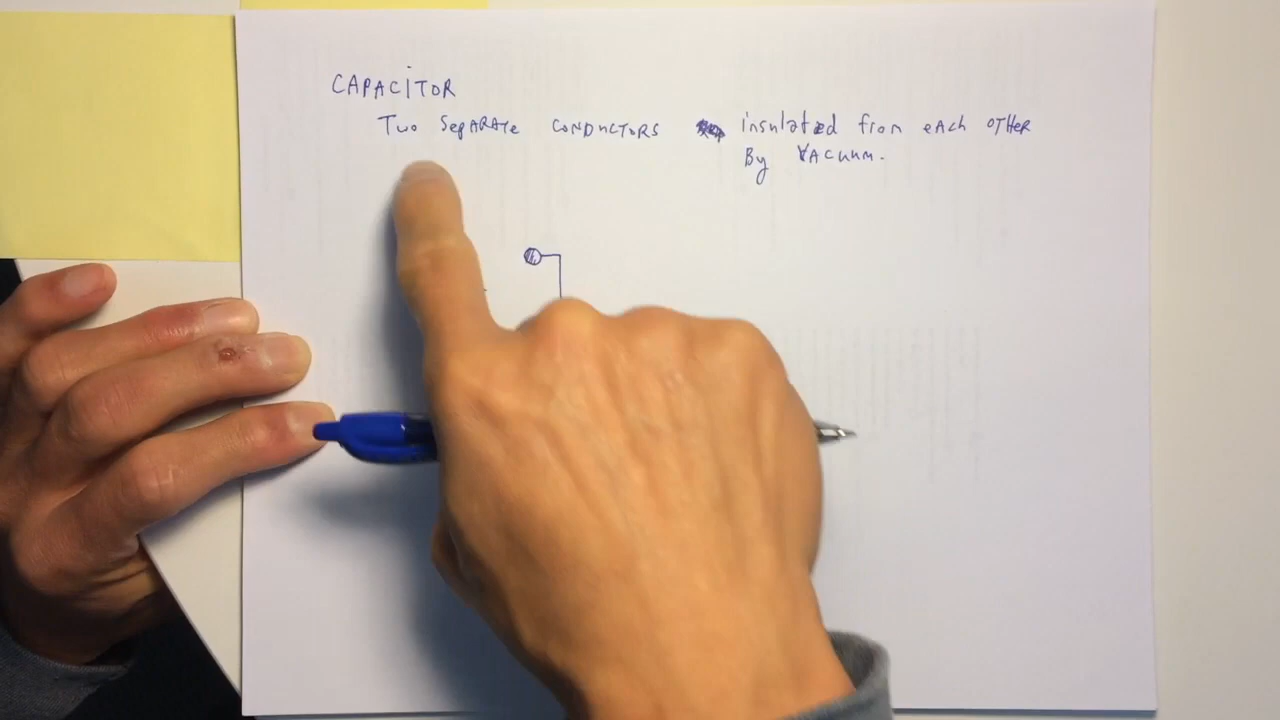 CAPACITOR
Two SepARATe CONDUCTORS insulated from eAch OTHeR
By VACuum.